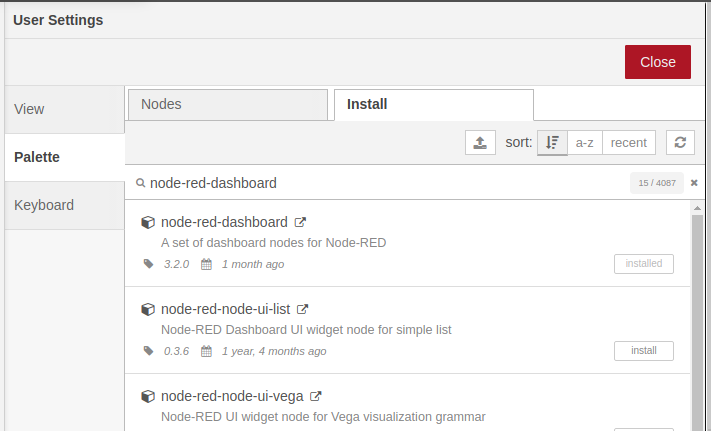 User Settings
Close
View
Palette
Keyboard
Nodes
Install
sort:
a-z
recent
node-red-dashboard
15 / 4087
node-red-dashboard
A set of dashboard nodes for Node-RED
3.2.0
1 month ago
installed
node-red-node-ui-list
Node-RED Dashboard UI widget node for simple list
0.3.6
1 year, 4 months ago
install
node-red-node-ui-vega
Node-RED UI widget node for Vega visualization grammar